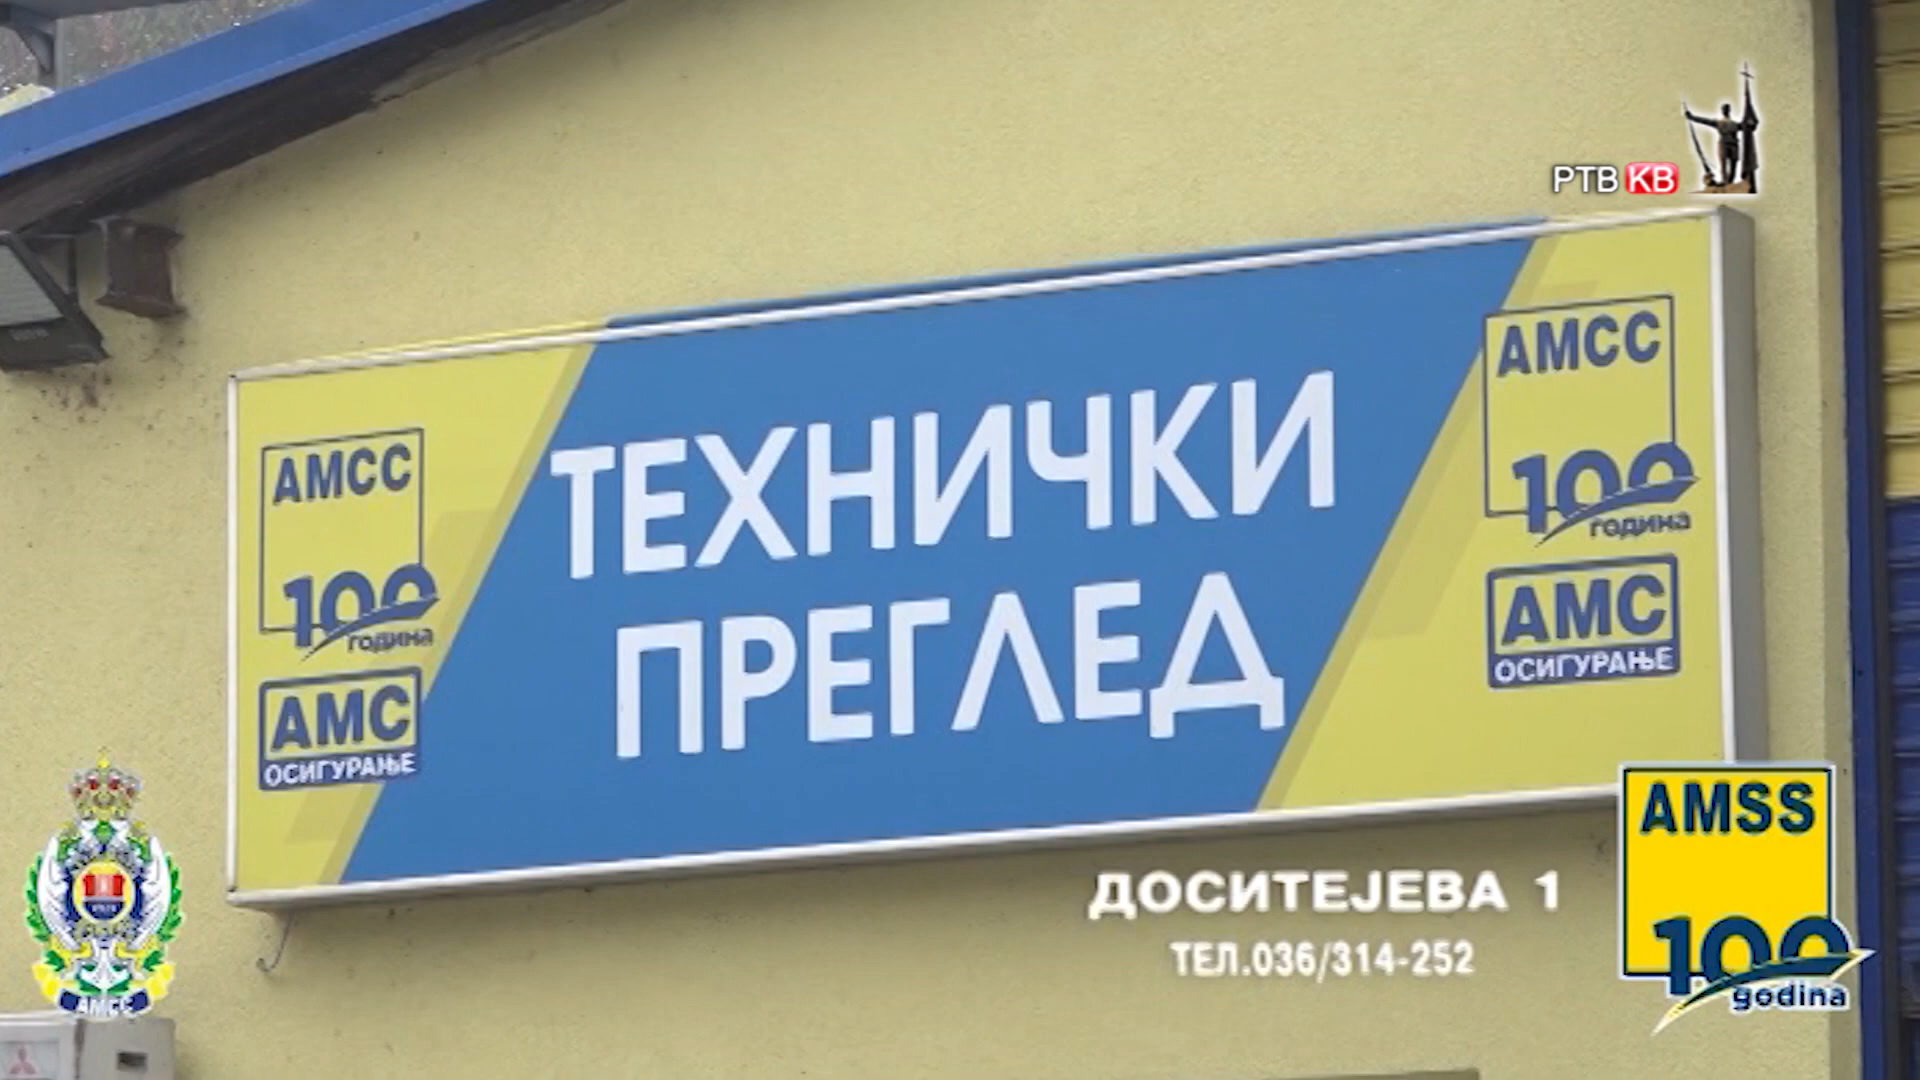 РТВ КВ
АМСС
100
година
АМС
ОСИГУРАЊЕ
ТЕХНИЧКИ
ПРЕГЛЕД
АМСС
100
година
АМС
ОСИГУРАЊЕ
ДОСИТЕЈЕВА 1
ТЕЛ.036/314-252
AMSS
100
godina
АМСС